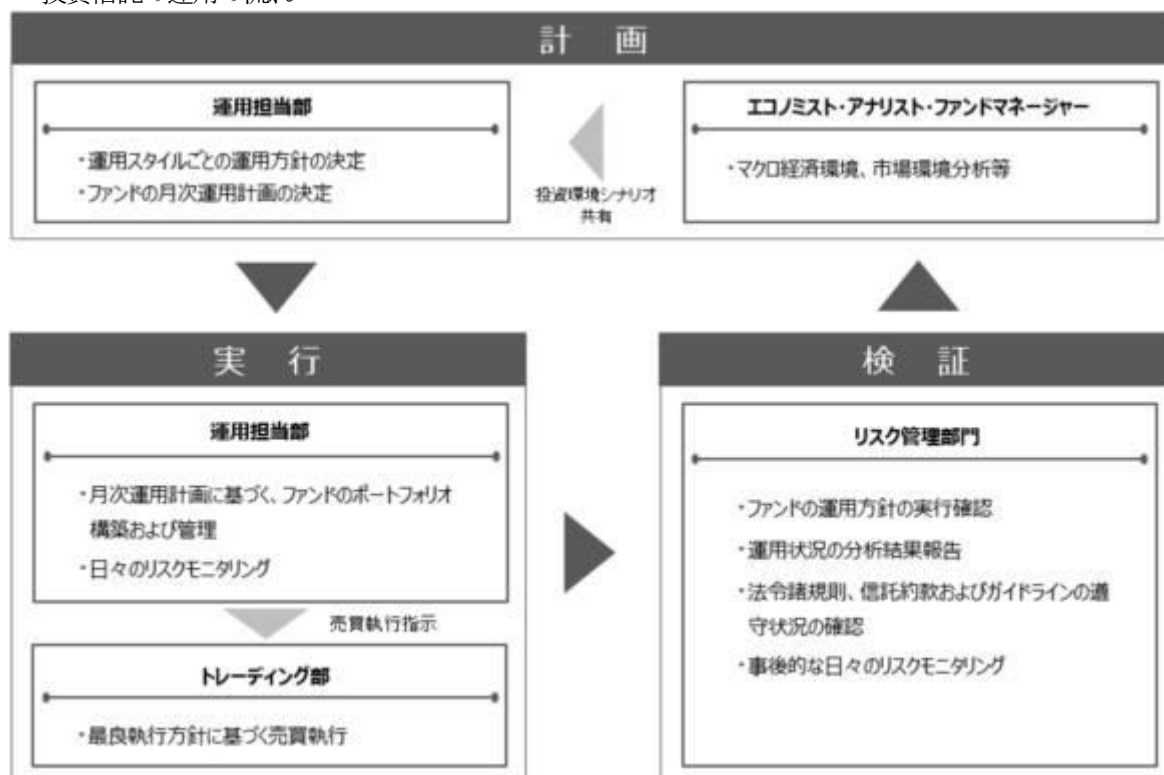 投資信託の運用の流れ
計 画
運用担当部
・運用スタイルごとの運用方針の決定
・ファンドの月次運用計画の決定
投資環境シナリオ
共有
エコノミスト・アナリスト・ファンドマネージャー
・マクロ経済環境、市場環境分析等
実 行
運用担当部
・月次運用計画に基づく、ファンドのポートフォリオ
構築および管理
・日々のリスクモニタリング
売買執行指示
トレーディング部
・最良執行方針に基づく売買執行
検 証
リスク管理部門
・ファンドの運用方針の実行確認
・運用状況の分析結果報告
・法令諸規則、信託約款およびガイドラインの遵
守状況の確認
・事後的な日々のリスクモニタリング